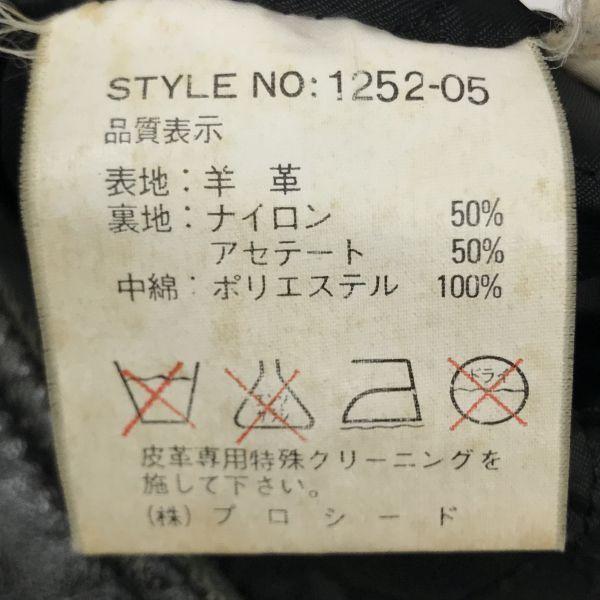 STYLE NO: 1252-05
品質表示
表地：羊 革
裏地：ナイロン 50%
アセテート 50%
中綿：ポリエステル 100%
ドライ
皮革専用特殊クリーニングを
施して下さい。
(株) プロシード